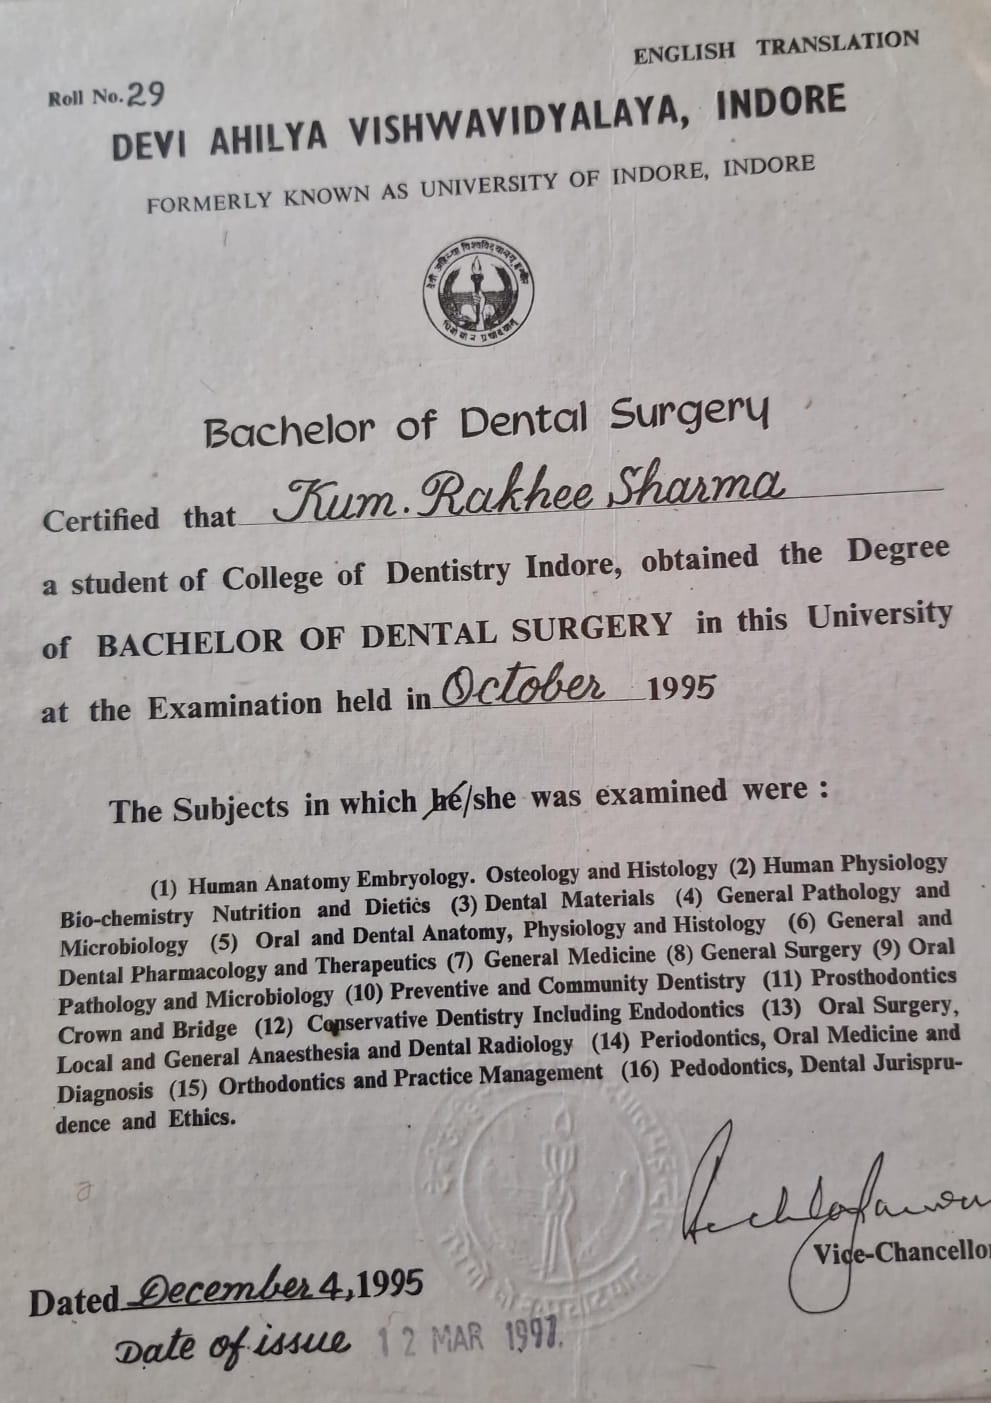 ENGLISH TRANSLATION
Roll No. 29
DEVI AHILYA VISHWAVIDYALAYA, INDORE
FORMERLY KNOWN AS UNIVERSITY OF INDORE, INDORE
Bachelor of Dental Surgery
Certified that Kum. Rakhee Sharma
a student of College of Dentistry Indore, obtained the Degree
of BACHELOR OF DENTAL SURGERY in this University
at the Examination held in October 1995
The Subjects in which he/she was examined were :
(1) Human Anatomy Embryology. Osteology and Histology (2) Human Physiology
Bio-chemistry Nutrition and Dietics (3) Dental Materials (4) General Pathology and
Microbiology (5) Oral and Dental Anatomy, Physiology and Histology (6) General and
Dental Pharmacology and Therapeutics (7) General Medicine (8) General Surgery (9) Oral
Pathology and Microbiology (10) Preventive and Community Dentistry (11) Prosthodontics
Crown and Bridge (12) Conservative Dentistry Including Endodontics (13) Oral Surgery,
Local and General Anaesthesia and Dental Radiology (14) Periodontics, Oral Medicine and
Diagnosis (15) Orthodontics and Practice Management (16) Pedodontics, Dental Jurispru-
dence and Ethics.
Vice-Chancellor
Dated December 4, 1995
Date of issue 12 MAR 1997.